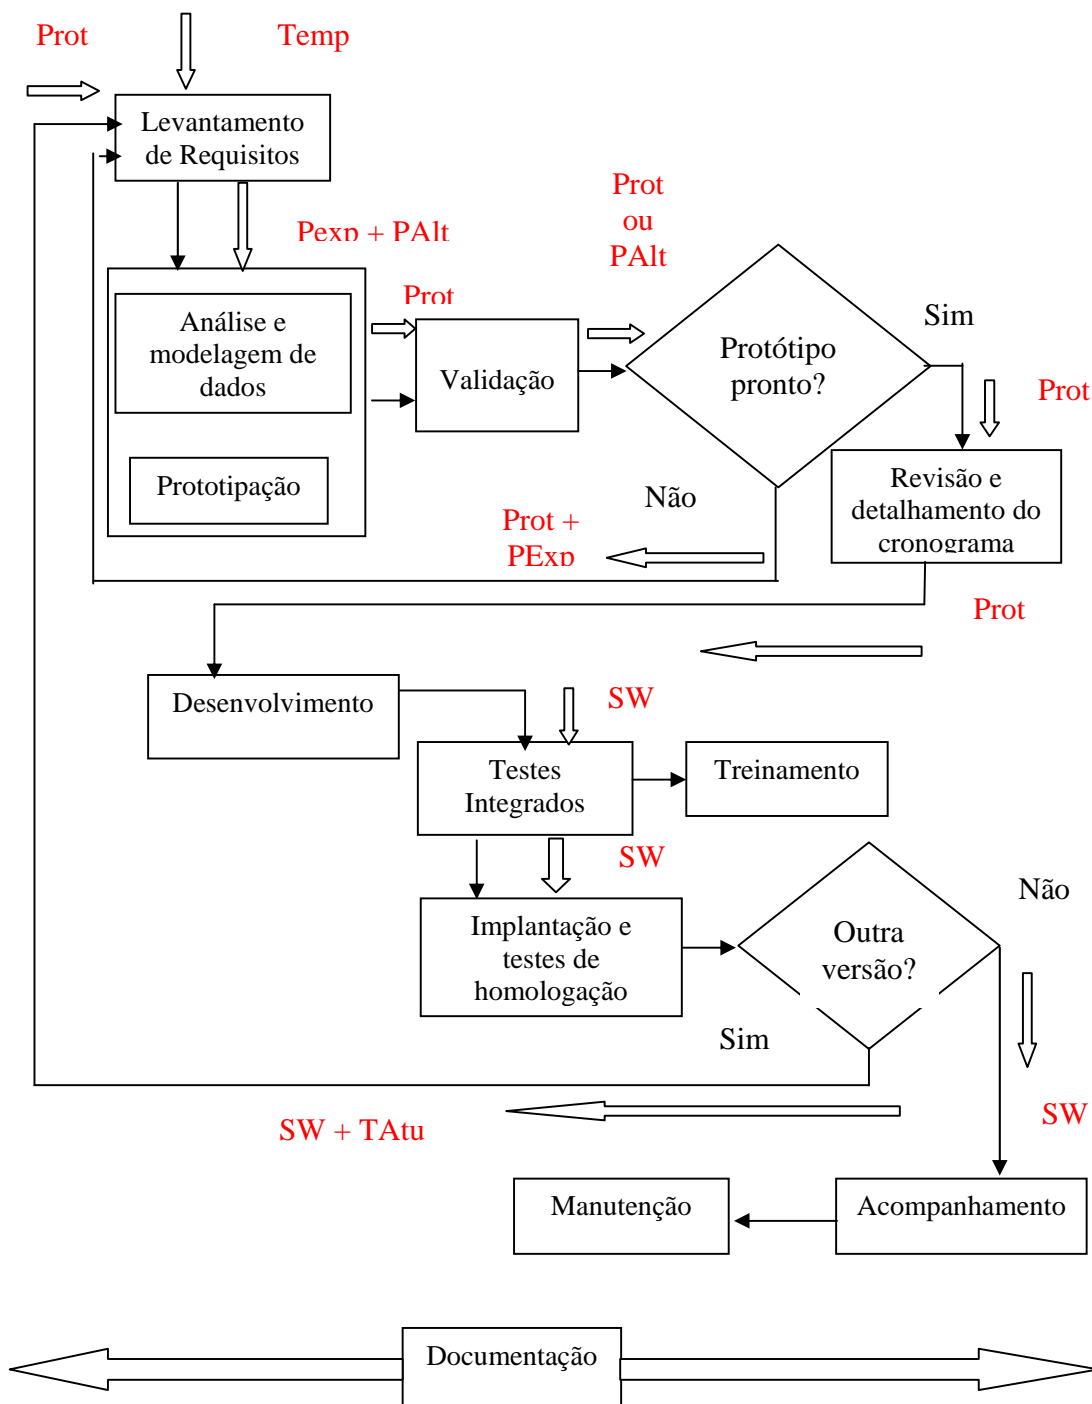 Prot
Temp
Levantamento
de Requisitos
Pexp + PAlt
Prot
ou
PAlt
Análise e
modelagem de
dados
Prototipação
Prot
Validação
Protótipo
pronto?
Sim
Prot
Não
Revisão e
detalhamento do
cronograma
Prot +
PExp
Prot
Desenvolvimento
SW
Testes
Integrados
Treinamento
SW
Implantação e
testes de
homologação
Outra
versão?
Não
Sim
SW
SW + TAtu
Manutenção
Acompanhamento
Documentação